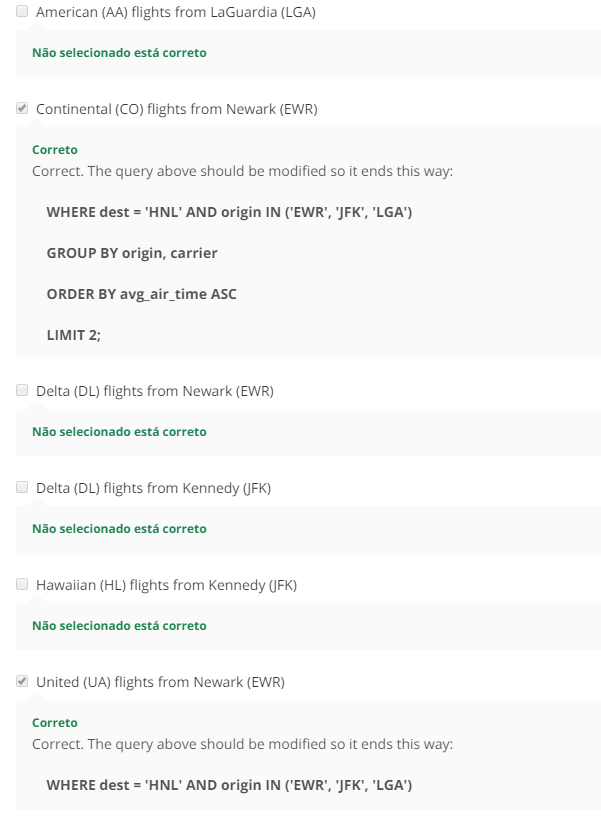 American (AA) flights from LaGuardia (LGA)
Não selecionado está correto
Continental (CO) flights from Newark (EWR)
Correto
Correct. The query above should be modified so it ends this way:
WHERE dest = 'HNL' AND origin IN ('EWR', 'JFK', 'LGA')
GROUP BY origin, carrier
ORDER BY avg_air_time ASC
LIMIT 2;
Delta (DL) flights from Newark (EWR)
Não selecionado está correto
Delta (DL) flights from Kennedy (JFK)
Não selecionado está correto
Hawaiian (HL) flights from Kennedy (JFK)
Não selecionado está correto
United (UA) flights from Newark (EWR)
Correto
Correct. The query above should be modified so it ends this way:
WHERE dest = 'HNL' AND origin IN ('EWR', 'JFK', 'LGA')